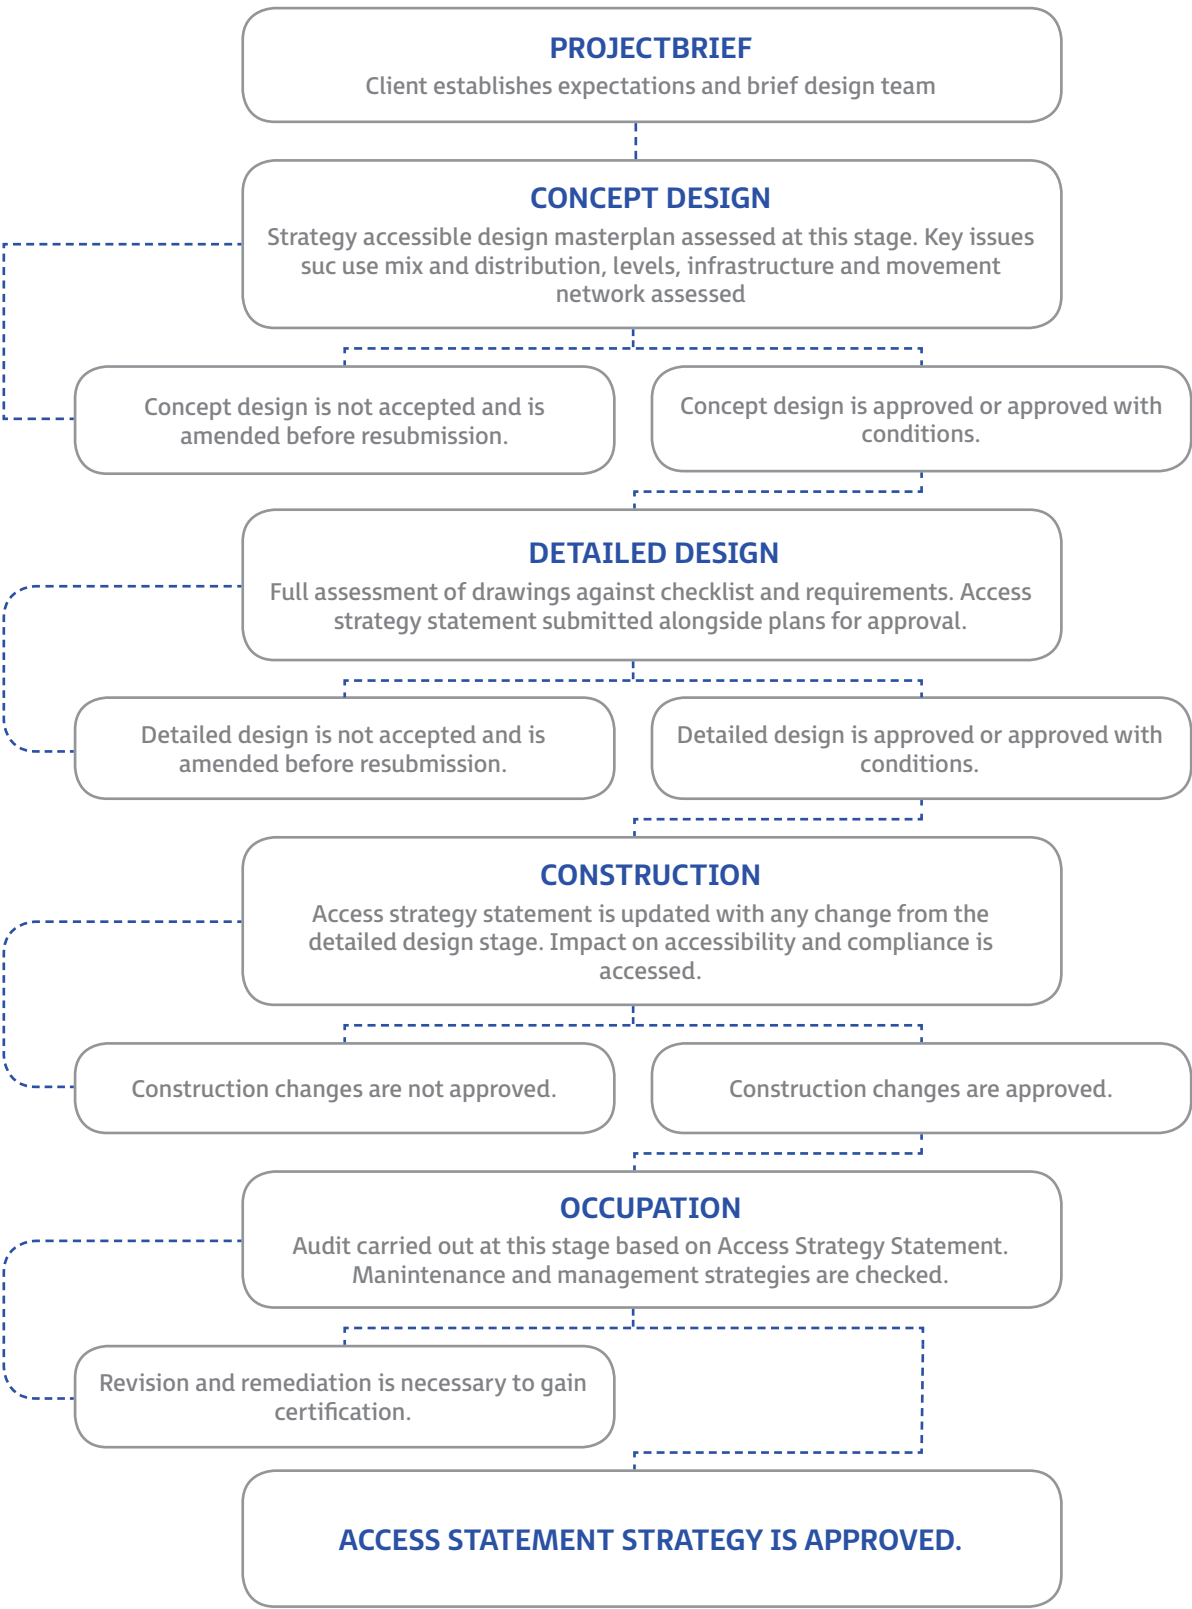 PROJECTBRIEF
Client establishes expectations and brief design team
CONCEPT DESIGN
Strategy accessible design masterplan assessed at this stage. Key issues
suc use mix and distribution, levels, infrastructure and movement
network assessed
Concept design is not accepted and is
amended before resubmission.
Concept design is approved or approved with
conditions.
DETAILED DESIGN
Full assessment of drawings against checklist and requirements. Access
strategy statement submitted alongside plans for approval.
Detailed design is not accepted and is
amended before resubmission.
Detailed design is approved or approved with
conditions.
CONSTRUCTION
Access strategy statement is updated with any change from the
detailed design stage. Impact on accessibility and compliance is
accessed.
Construction changes are not approved.
Construction changes are approved.
OCCUPATION
Audit carried out at this stage based on Access Strategy Statement.
Manintenance and management strategies are checked.
Revision and remediation is necessary to gain
certification.
ACCESS STATEMENT STRATEGY IS APPROVED.